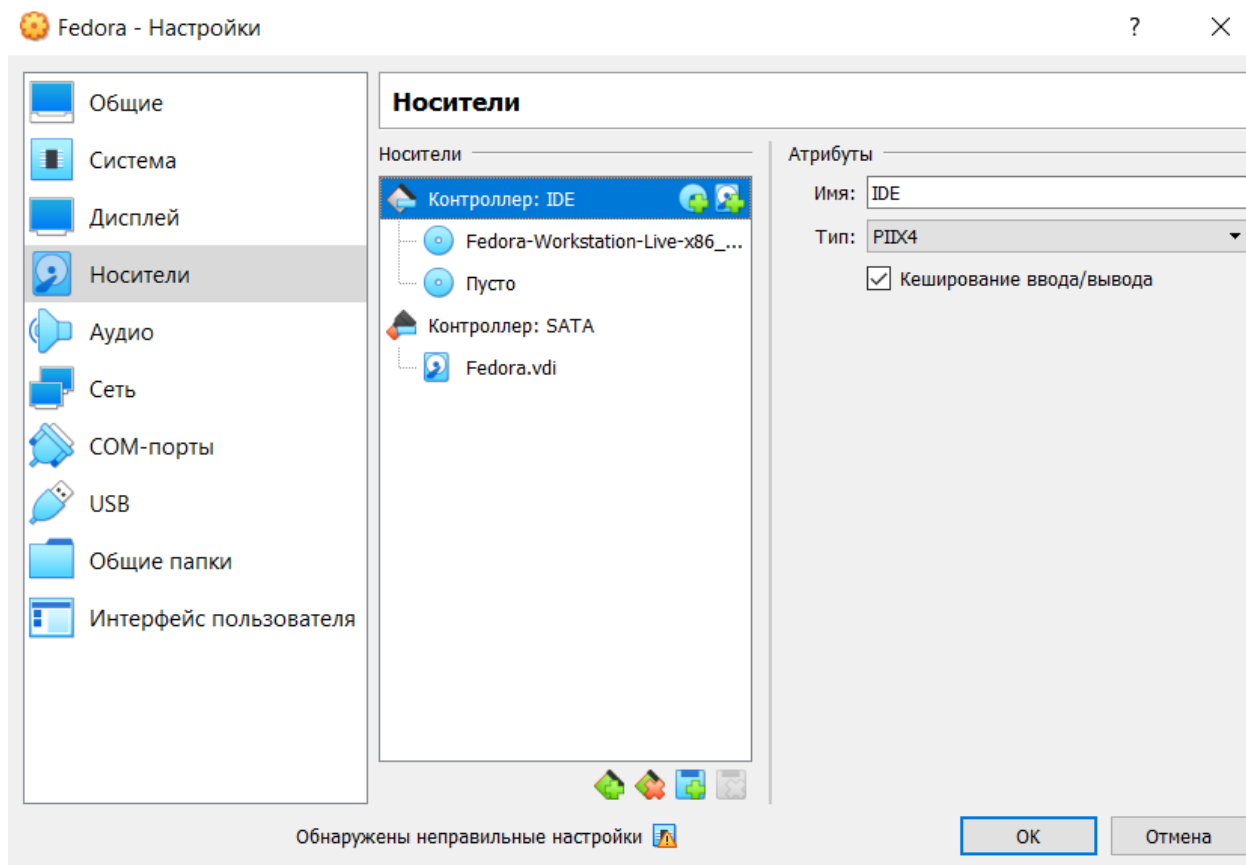 Fedora - Настройки
?
Общие
Система
Дисплей
Носители
Аудио
Сеть
COM-порты
USB
Общие папки
Интерфейс пользователя
Носители
Носители
Контроллер: IDE
Fedora-Workstation-Live-x86_...
Пусто
Контроллер: SATA
Fedora.vdi
Атрибуты
Имя: IDE
Тип: PIIX4
Кеширование ввода/вывода
Обнаружены неправильные настройки
OK
Отмена